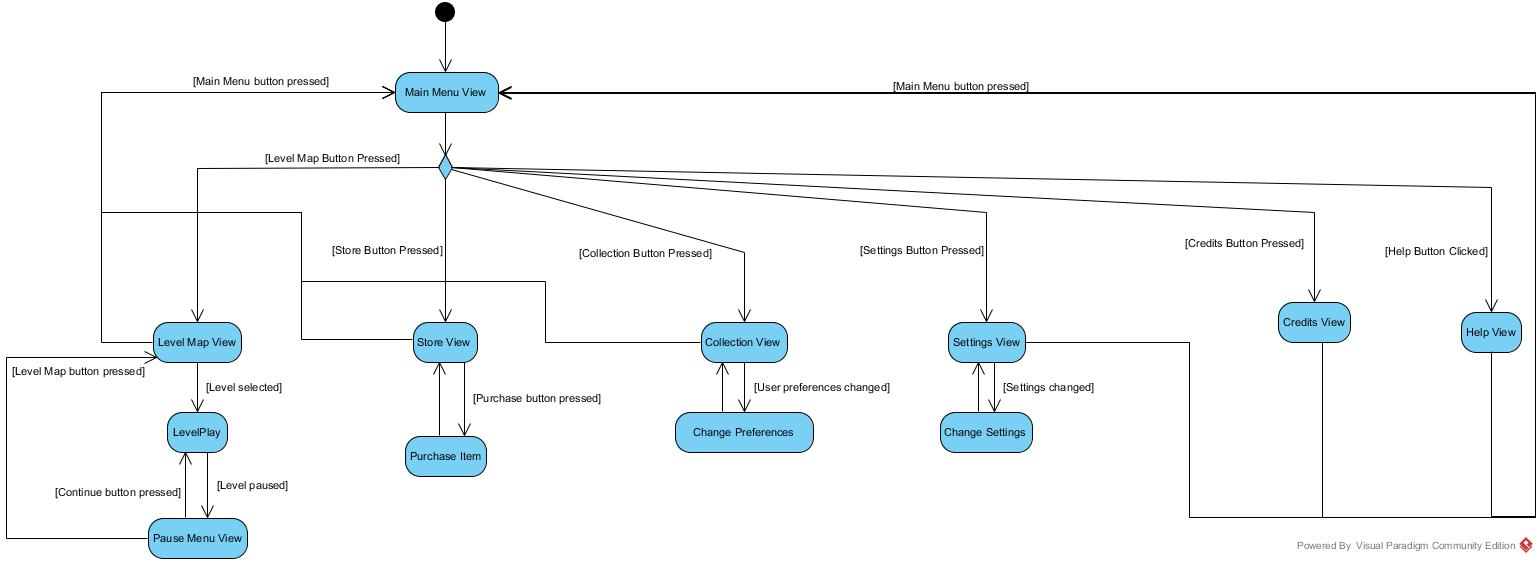 [Main Menu button pressed]
[Main Menu button pressed]
Main Menu View
[Level Map Button Pressed]
[Store Button Pressed]
[Collection Button Pressed]
[Settings Button Pressed]
[Credits Button Pressed]
[Help Button Clicked]
Level Map View
Store View
Collection View
Settings View
Credits View
Help View
[Level Map button pressed]
[Level selected]
[Purchase button pressed]
[User preferences changed]
[Settings changed]
LevelPlay
Purchase Item
Change Preferences
Change Settings
[Continue button pressed]
[Level paused]
Pause Menu View
Powered By Visual Paradigm Community Edition